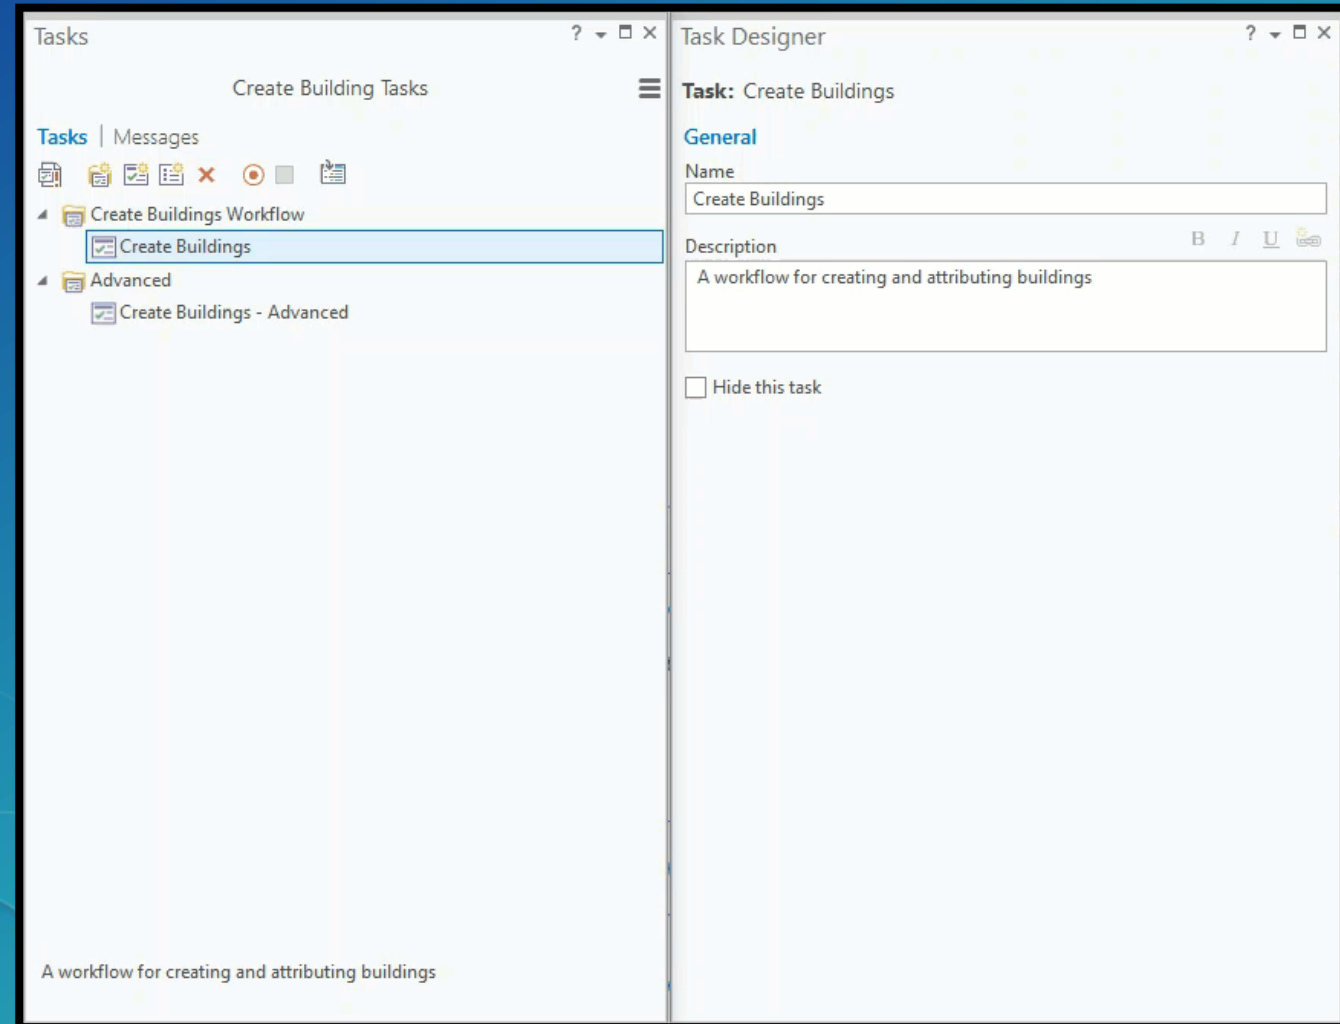 Tasks
Create Building Tasks
Tasks | Messages
Create Buildings Workflow
Create Buildings
Advanced
Create Buildings - Advanced
A workflow for creating and attributing buildings
Task Designer
Task: Create Buildings
General
Name
Create Buildings
Description
B I U
A workflow for creating and attributing buildings
Hide this task